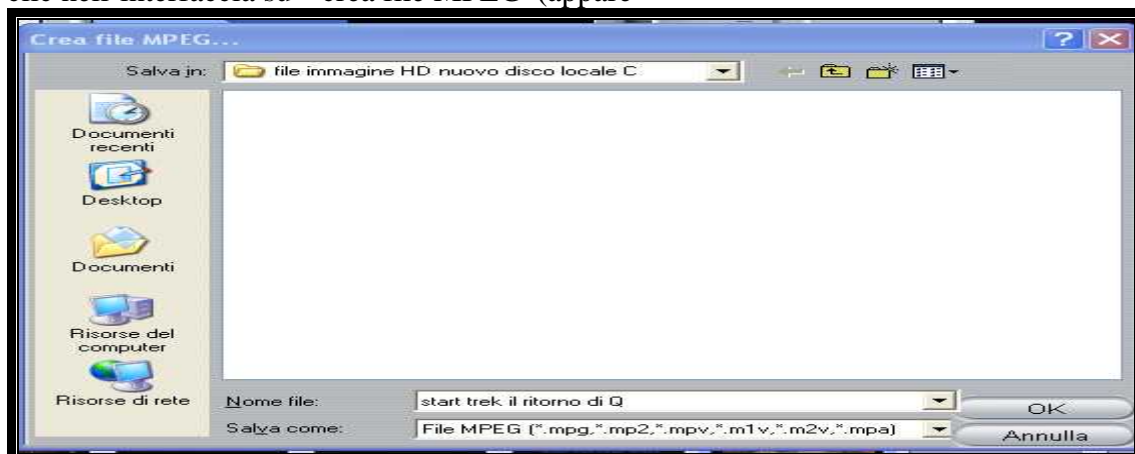 che nell'interfaccia su "crea file MPEG"(appare
Crea file MPEG...
Salva in: file immagine HD nuovo disco locale C
Documenti
recenti
Desktop
Documenti
Risorse del
computer
Risorse di rete
Nome file: start trek il ritorno di Q
OK
Salva come: File MPEG (*.mpg,*.mp2,*.mpv,*.m1v,*.m2v,*.mpa)
Annulla